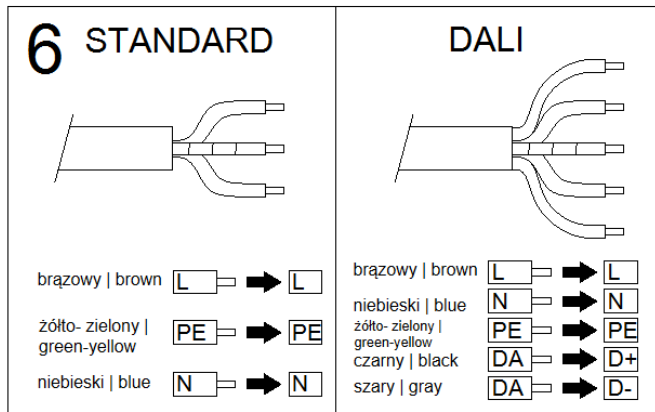 6 STANDARD
brązowy | brown L L
żółto- zielony |
green-yellow PE PE
niebieski | blue N N
DALI
brązowy | brown L L
niebieski | blue N N
żółto- zielony |
green-yellow PE PE
czarny | black DA D+
szary | gray DA D-